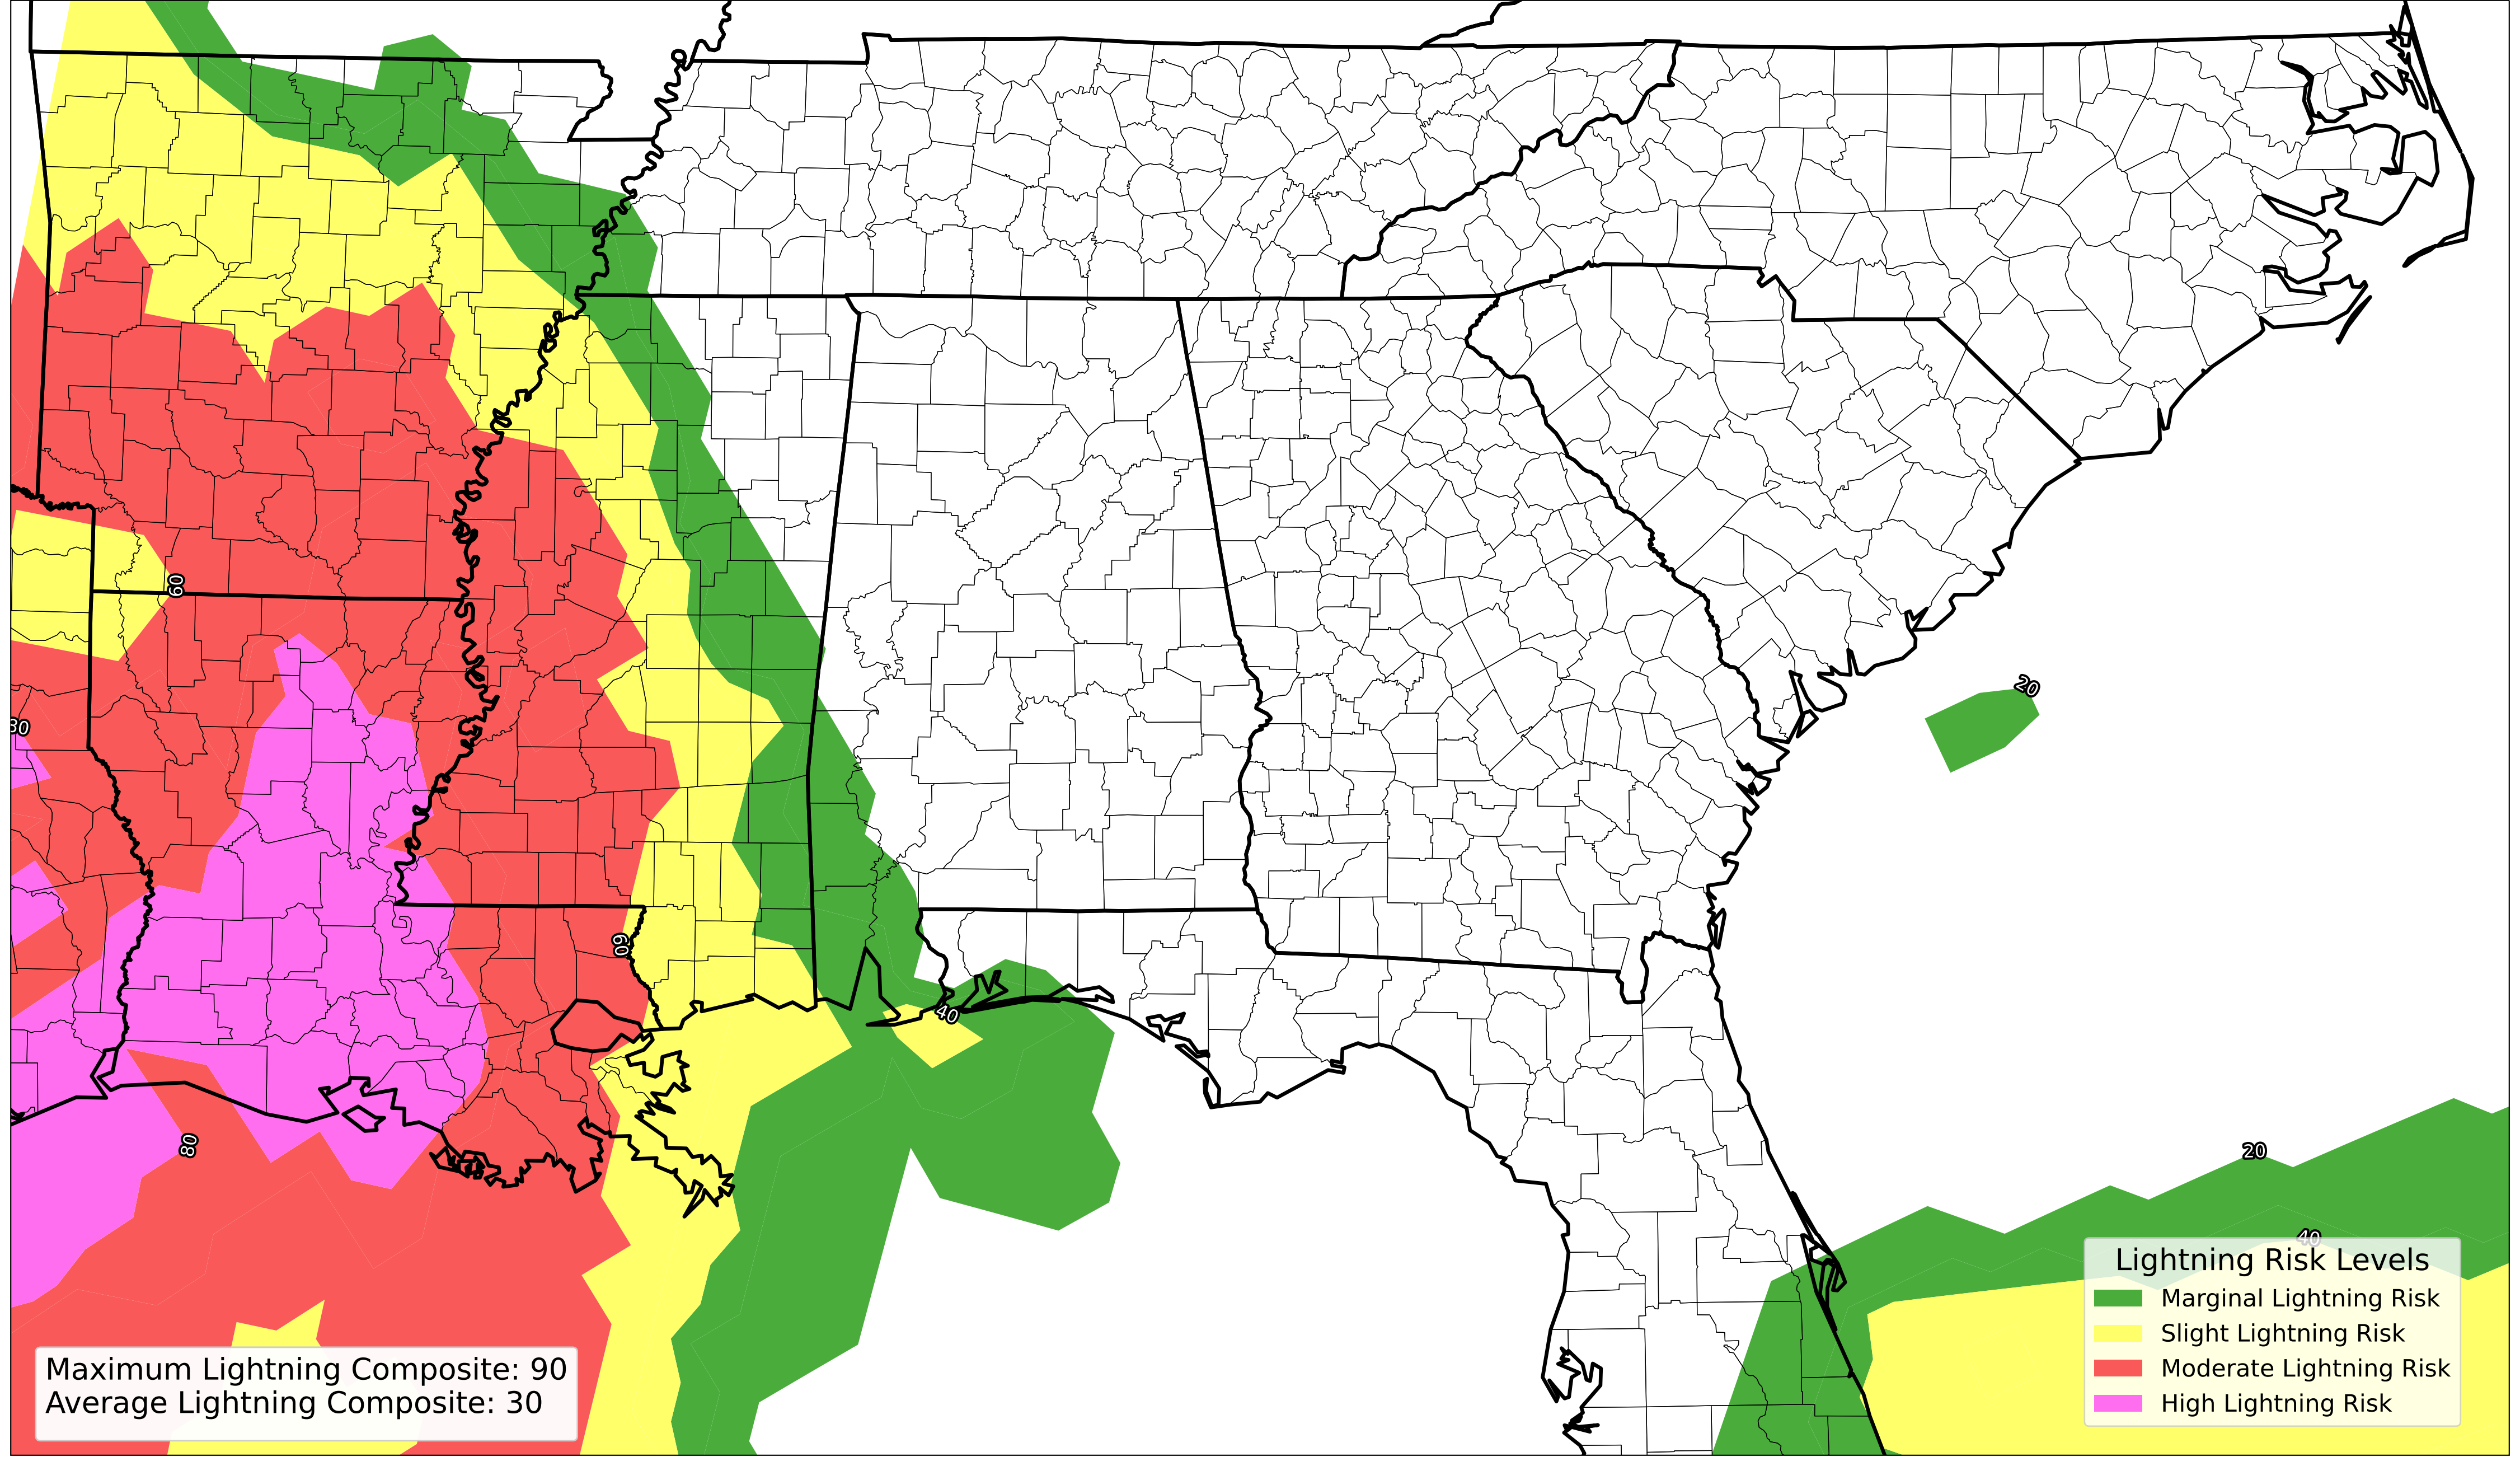 60
80
20
60
40
80
20
40
Lightning Risk Levels
Marginal Lightning Risk
Slight Lightning Risk
Moderate Lightning Risk
High Lightning Risk
Maximum Lightning Composite: 90
Average Lightning Composite: 30